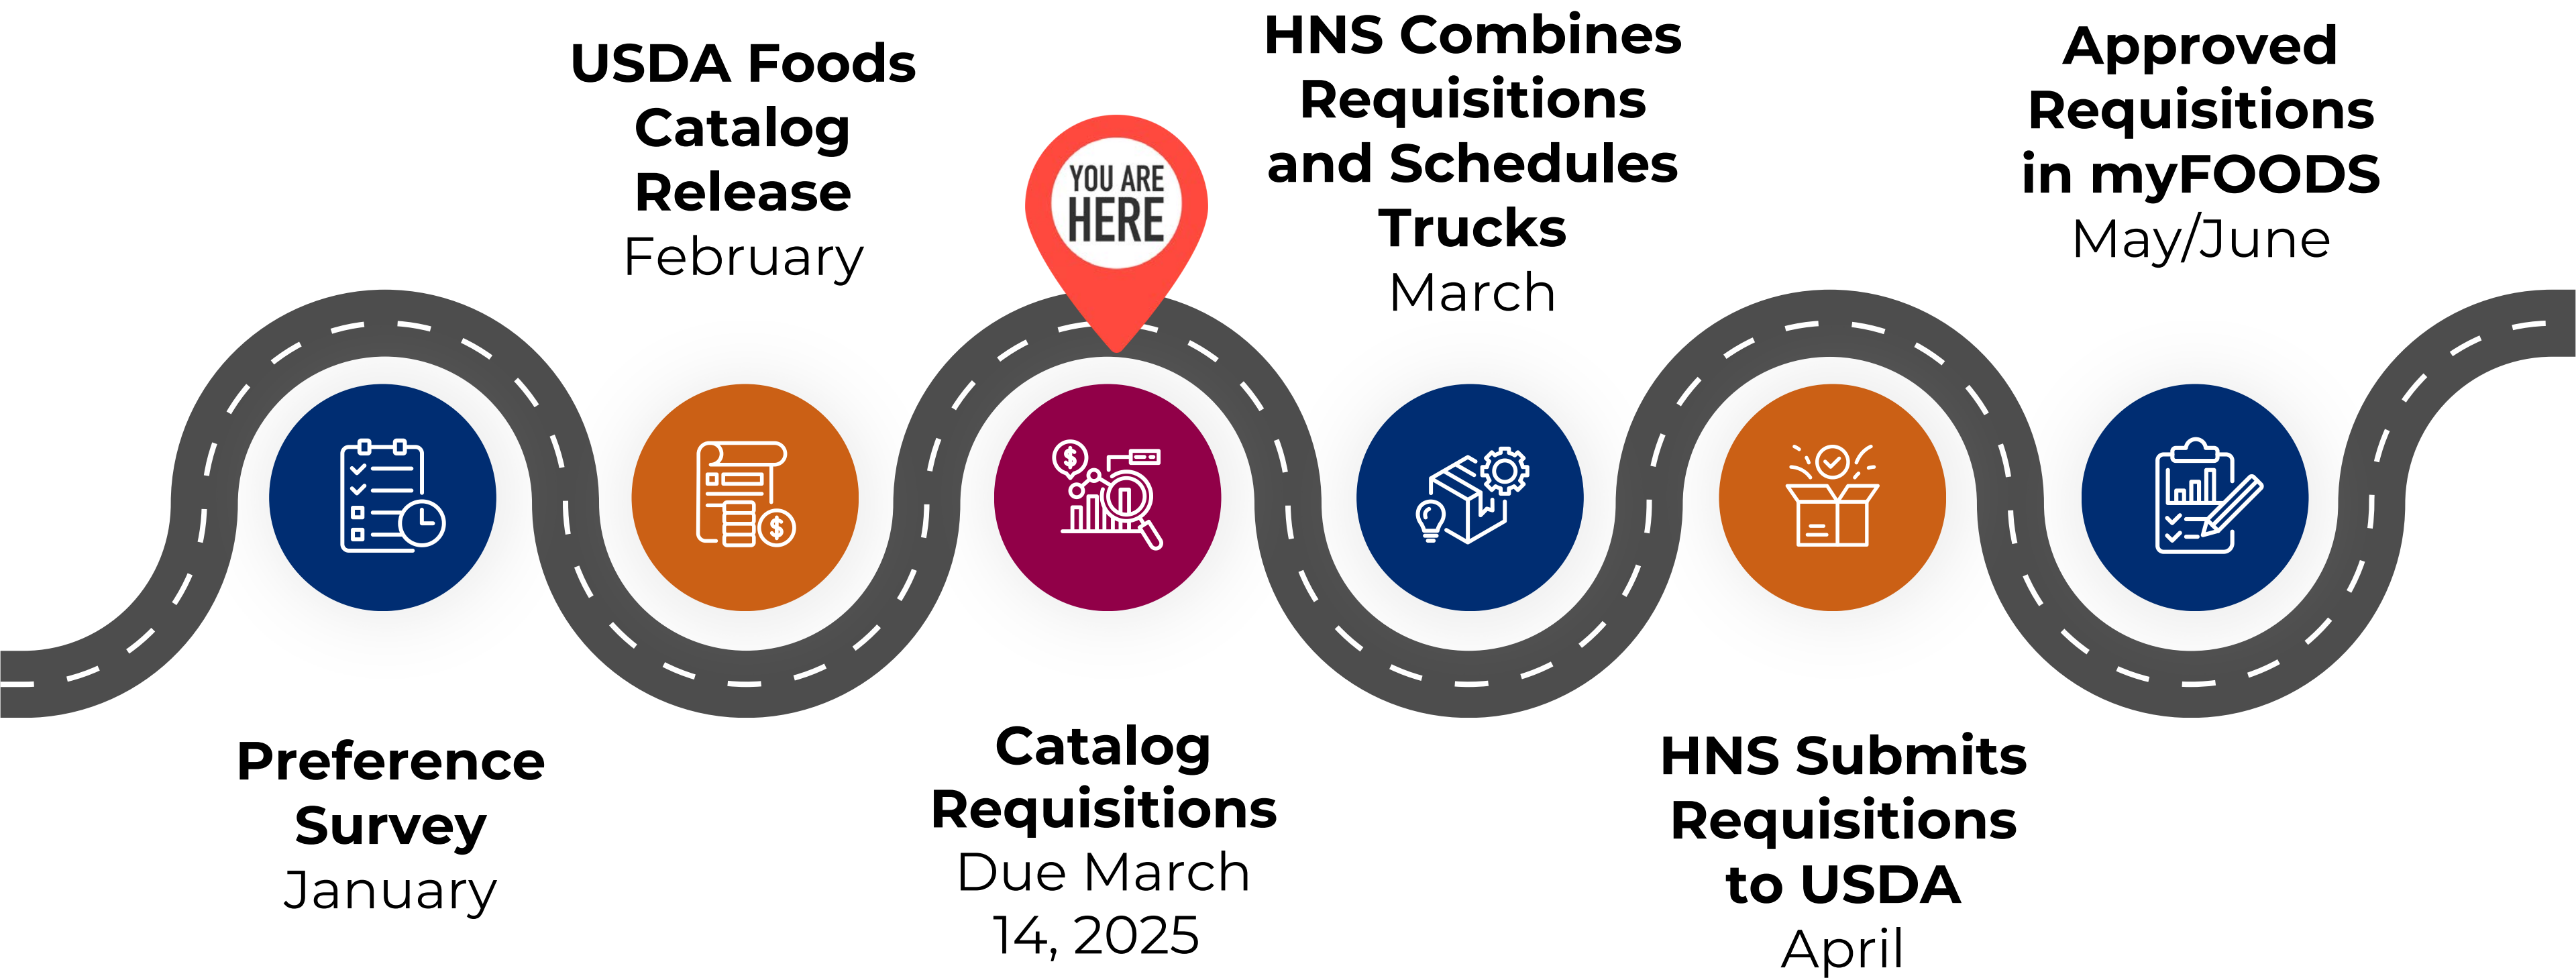 Preference
Survey
January
USDA Foods
Catalog
Release
February
YOU ARE
HERE
Catalog
Requisitions
Due March
14, 2025
HNS Combines
Requisitions
and Schedules
Trucks
March
HNS Submits
Requisitions
to USDA
April
Approved
Requisitions
in myFOODS
May/June